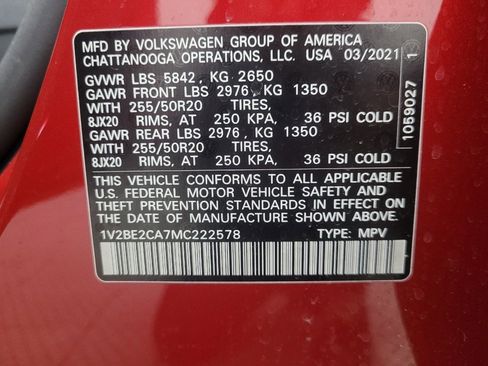 MFD BY VOLKSWAGEN GROUP OF AMERICA
CHATTANOOGA OPERATIONS, LLC. USA 03/2021
GVWR LBS 5842, KG 2650
GAWR FRONT LBS 2976, KG 1350
WITH 255/50R20 TIRES,
8JX20 RIMS, AT 250 KPA, 36 PSI COLD
GAWR REAR LBS 2976, KG 1350
WITH 255/50R20 TIRES,
8JX20 RIMS, AT 250 KPA, 36 PSI COLD
THIS VEHICLE CONFORMS TO ALL APPLICABLE
U.S. FEDERAL MOTOR VEHICLE SAFETY AND
THEFT PREVENTION STANDARDS IN EFFECT ON
THE DATE OF MANUFACTURE SHOWN ABOVE.
1V2BE2CA7MC222578 TYPE: MPV
1059027 1